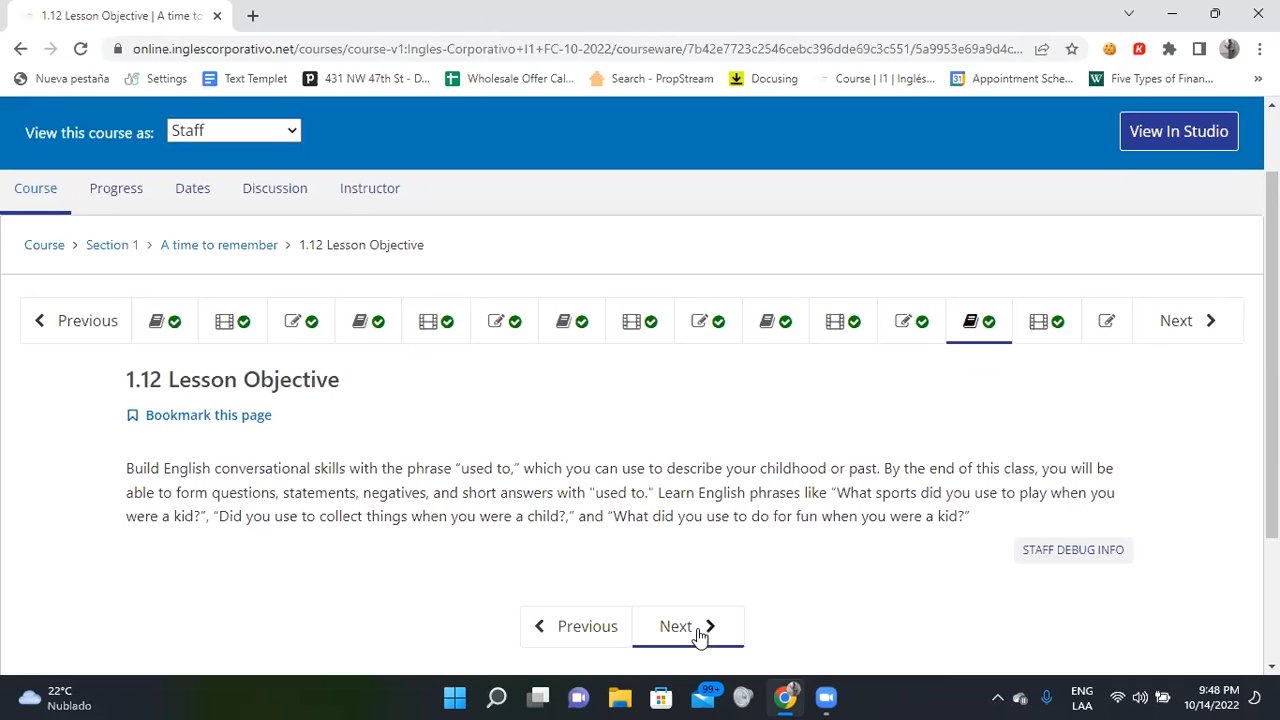 1.12 Lesson Objective | A time to
online.inglescorporativo.net/courses/course-v1:Ingles-Corporativo+I1+FC-10-2022/courseware/7b42e7723c2546cebc396dde69c3c551/5a9953e69a9d4c...
Nueva pestaña Settings Text Templet 431 NW 47th St - D... Wholesale Offer Cal... Search - PropStream Docusing Course | I1 | Inglés... Appointment Sche... Five Types of Finan... »
View this course as: Staff View In Studio
Course Progress Dates Discussion Instructor
Course > Section 1 > A time to remember > 1.12 Lesson Objective
Previous Next
1.12 Lesson Objective
Bookmark this page
Build English conversational skills with the phrase “used to,” which you can use to describe your childhood or past. By the end of this class, you will be
able to form questions, statements, negatives, and short answers with "used to." Learn English phrases like “What sports did you use to play when you
were a kid?”, “Did you use to collect things when you were a child?,” and “What did you use to do for fun when you were a kid?”
STAFF DEBUG INFO
Previous Next
22°C
Nublado
99+
ENG
LAA
9:48 PM
10/14/2022